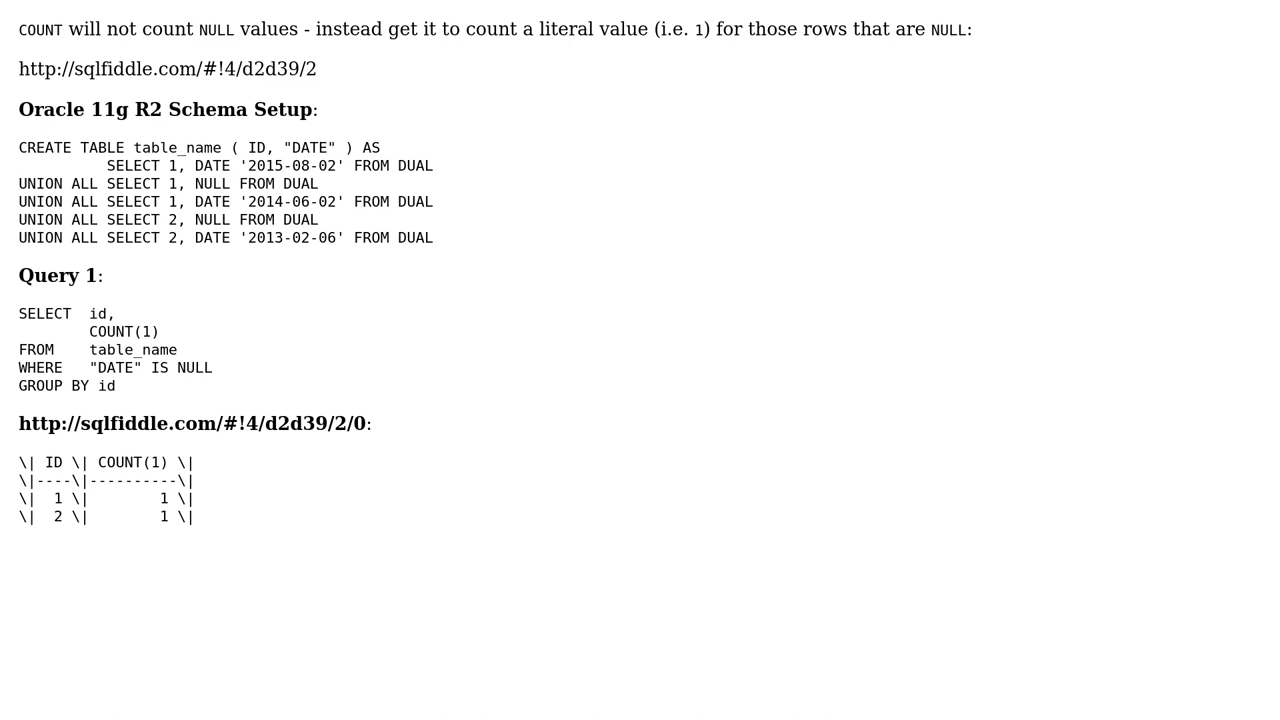 COUNT will not count NULL values - instead get it to count a literal value (i.e. 1) for those rows that are NULL:
http://sqlfiddle.com/#!4/d2d39/2
Oracle 11g R2 Schema Setup:
CREATE TABLE table_name ( ID, "DATE" ) AS
          SELECT 1, DATE '2015-08-02' FROM DUAL
UNION ALL SELECT 1, NULL FROM DUAL
UNION ALL SELECT 1, DATE '2014-06-02' FROM DUAL
UNION ALL SELECT 2, NULL FROM DUAL
UNION ALL SELECT 2, DATE '2013-02-06' FROM DUAL
Query 1:
SELECT  id,
        COUNT(1)
FROM    table_name
WHERE   "DATE" IS NULL
GROUP BY id
http://sqlfiddle.com/#!4/d2d39/2/0:
\| ID \| COUNT(1) \|
\|----\|----------\|
\|  1 \|        1 \|
\|  2 \|        1 \|